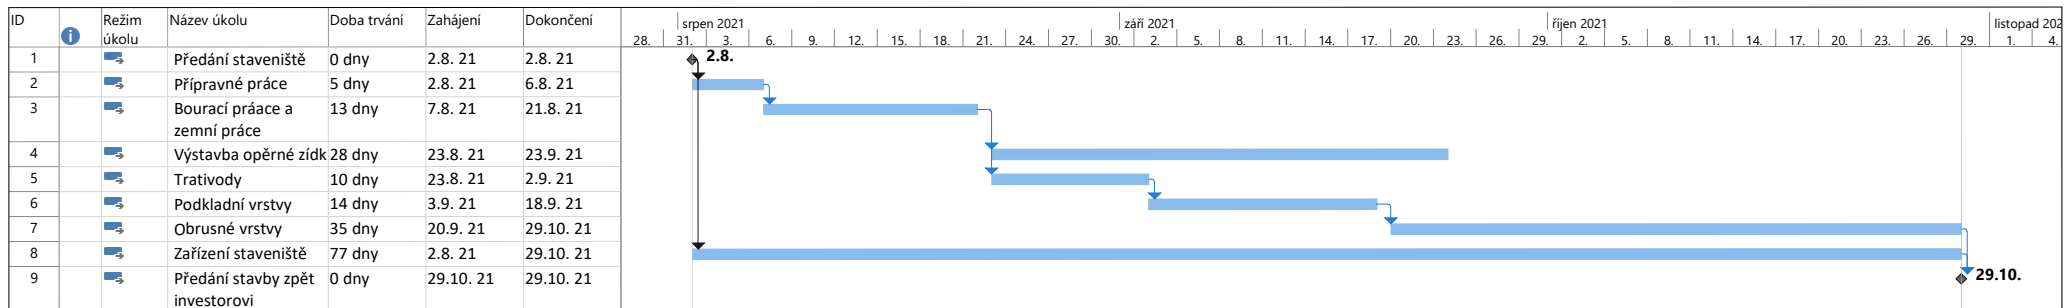 ID Režim úkolu Název úkolu Doba trvání Zahájení Dokončení
srpen 2021 září 2021 říjen 2021 listopad 202
28. 31. 3. 6. 9. 12. 15. 18. 21. 24. 27. 30. 2. 5. 8. 11. 14. 17. 20. 23. 26. 29. 2. 5. 8. 11. 14. 17. 20. 23. 26. 29. 1. 4.
1 Předání staveniště 0 dny 2.8. 21 2.8. 21 2.8.
2 Přípravné práce 5 dny 2.8. 21 6.8. 21
3 Bourací práace a zemní práce 13 dny 7.8. 21 21.8. 21
4 Výstavba opěrné zídk 28 dny 23.8. 21 23.9. 21
5 Trativody 10 dny 23.8. 21 2.9. 21
6 Podkladní vrstvy 14 dny 3.9. 21 18.9. 21
7 Obrusné vrstvy 35 dny 20.9. 21 29.10. 21
8 Zařízení staveniště 77 dny 2.8. 21 29.10. 21
9 Předání stavby zpět investorovi 0 dny 29.10. 21 29.10. 21 29.10.